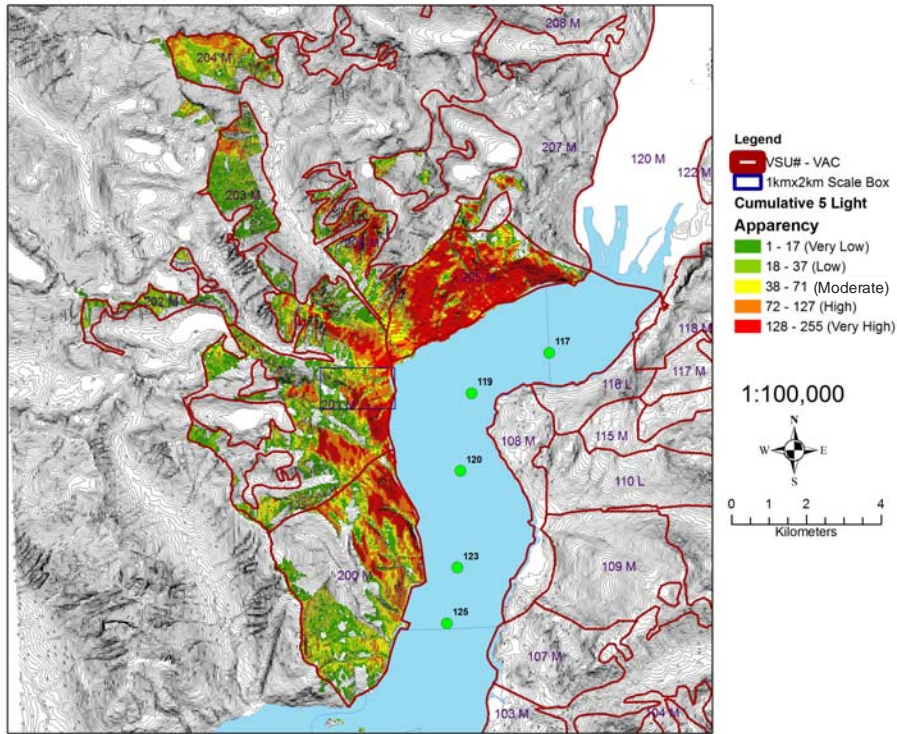 208 M
204 M
207 M
120 M
122 M
203 M
202 M
117
118 M
117 M
119
116 L
201
108 M
115 M
120
110 L
123
109 M
200 M
125
107 M
103 M
104 M
Legend
VSU# - VAC
1kmx2km Scale Box
Cumulative 5 Light
Apparency
1 - 17 (Very Low)
18 - 37 (Low)
38 - 71 (Moderate)
72 - 127 (High)
128 - 255 (Very High)
1:100,000
N
W E
S
0 2 4
Kilometers